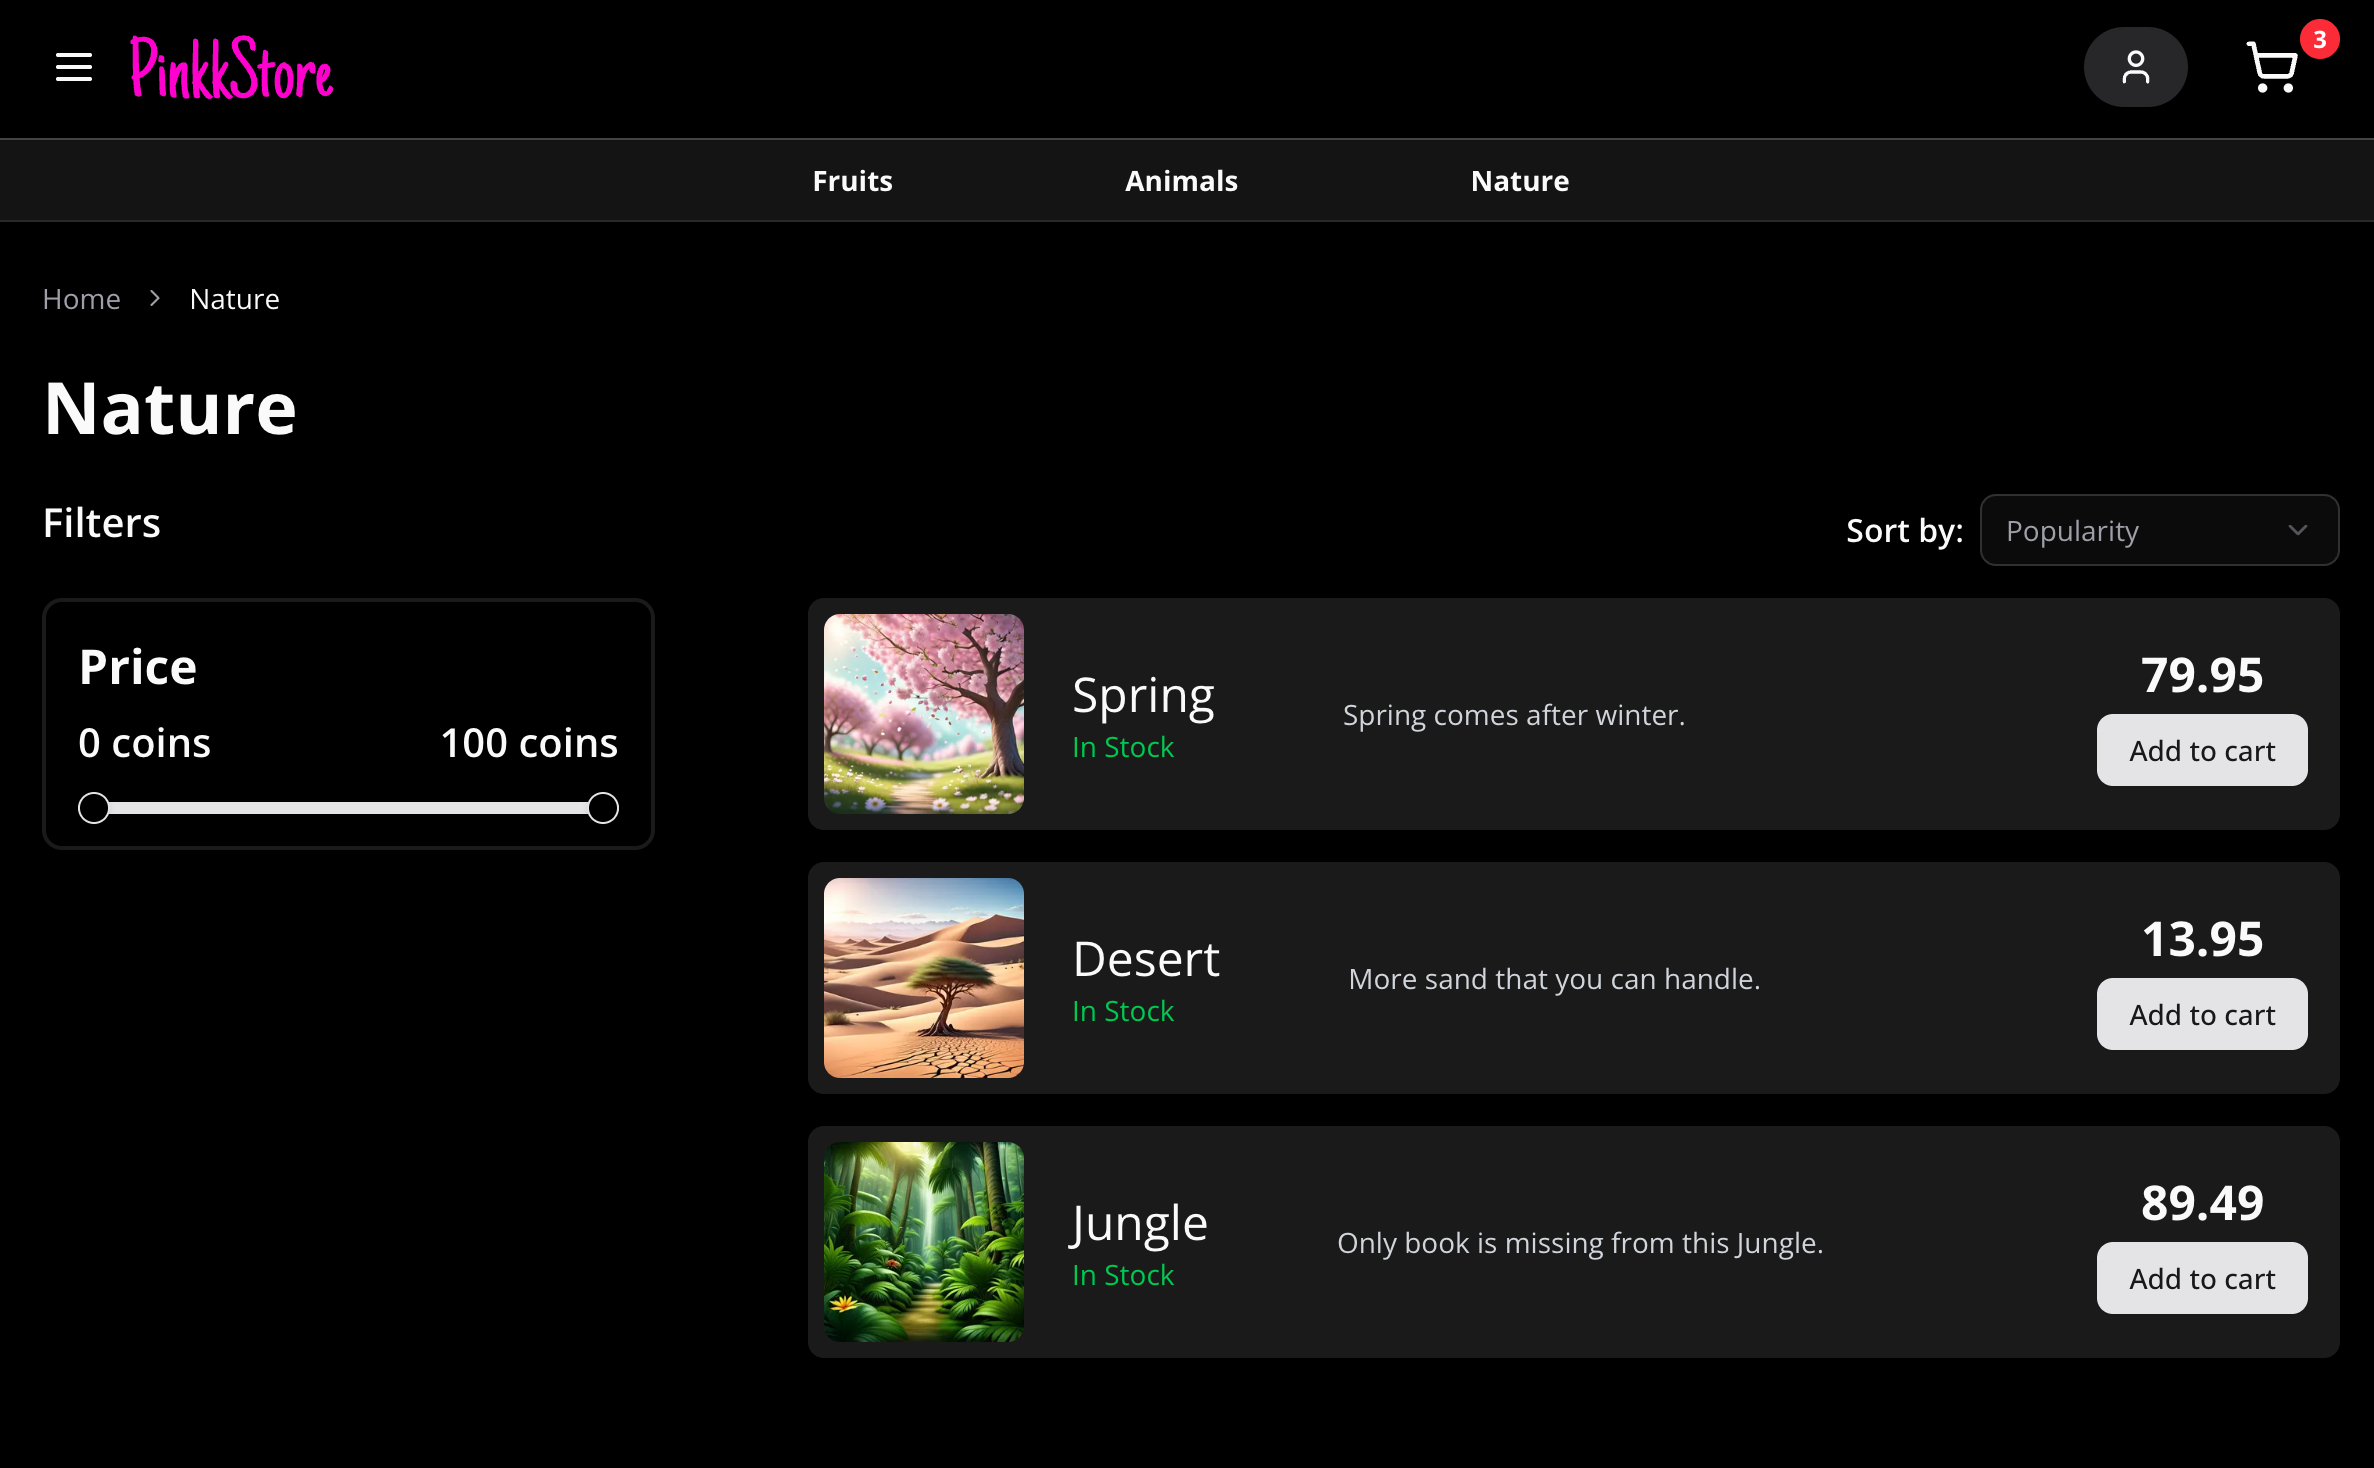 PinkkStore
3
Fruits Animals Nature
Home > Nature
Nature
Filters
Sort by: Popularity
Price
0 coins 100 coins
Spring
In Stock
Spring comes after winter.
79.95
Add to cart
Desert
In Stock
More sand that you can handle.
13.95
Add to cart
Jungle
In Stock
Only book is missing from this Jungle.
89.49
Add to cart